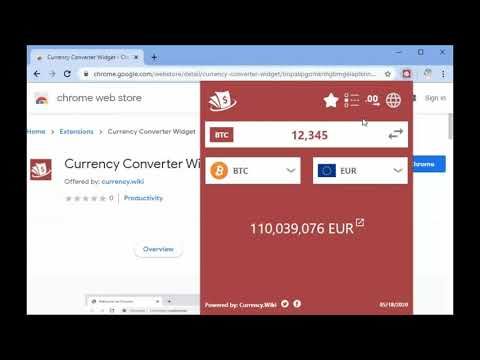 Currency Converter Widget - Ch
chrome.google.com/webstore/detail/currency-converter-widget/
chrome web store
Sign in
Home
Extensions
Currency Converter Widget
Currency Converter Wi
Chrome
Offered by: currency.wiki
0
Productivity
Overview
$
.00
BTC
12,345
BTC
EUR
110,039,076 EUR
Powered by: Currency.Wiki
05/18/2020